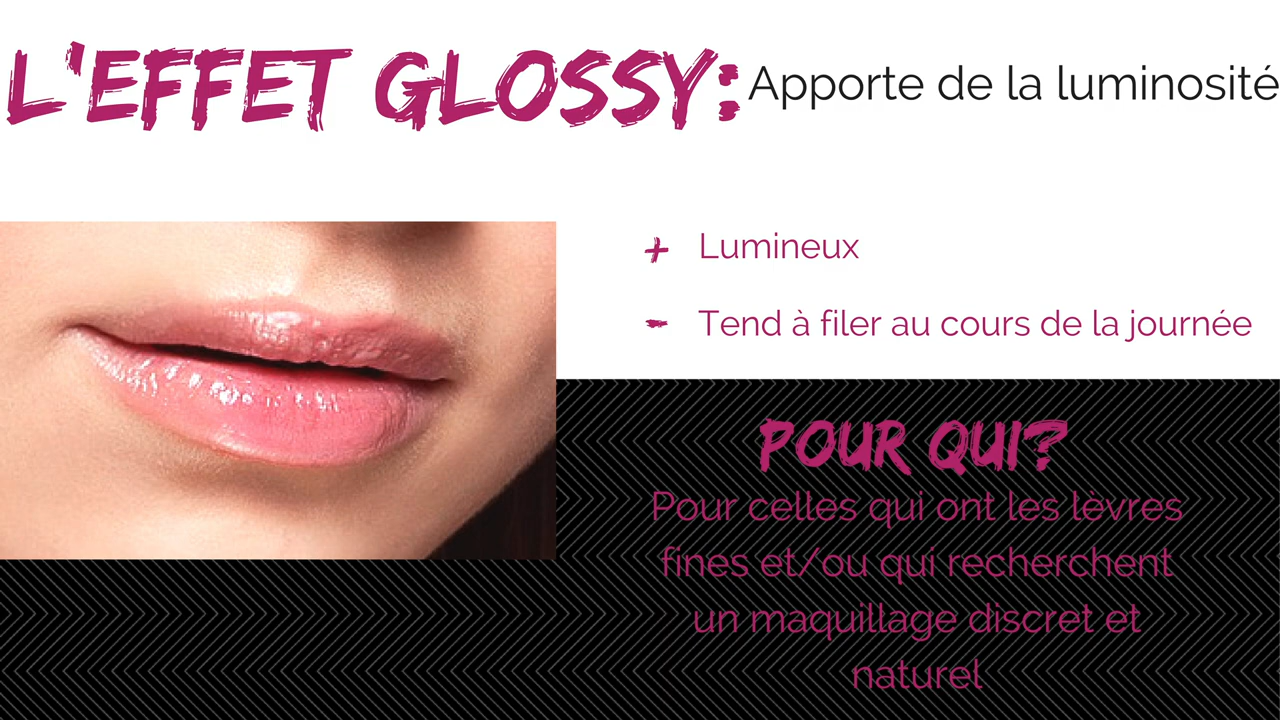 L'EFFET GLOSSY: Apporte de la luminosité
+ Lumineux
- Tend à filer au cours de la journée
POUR QUI?
Pour celles qui ont les lèvres
fines et/ou qui recherchent
un maquillage discret et
naturel